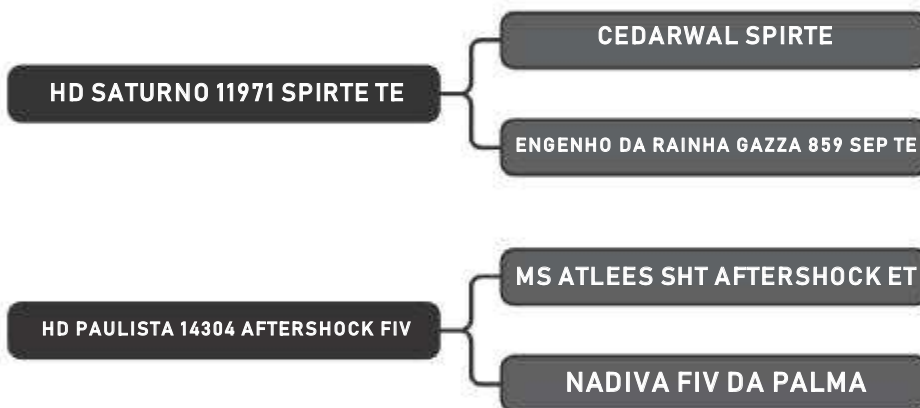 CEDARWAL SPIRTE
HD SATURNO 11971 SPIRTE TE
ENGENHO DA RAINHA GAZZA 859 SEP TE
MS ATLEES SHT AFTERSHOCK ET
HD PAULISTA 14304 AFTERSHOCK FIV
NADIVA FIV DA PALMA